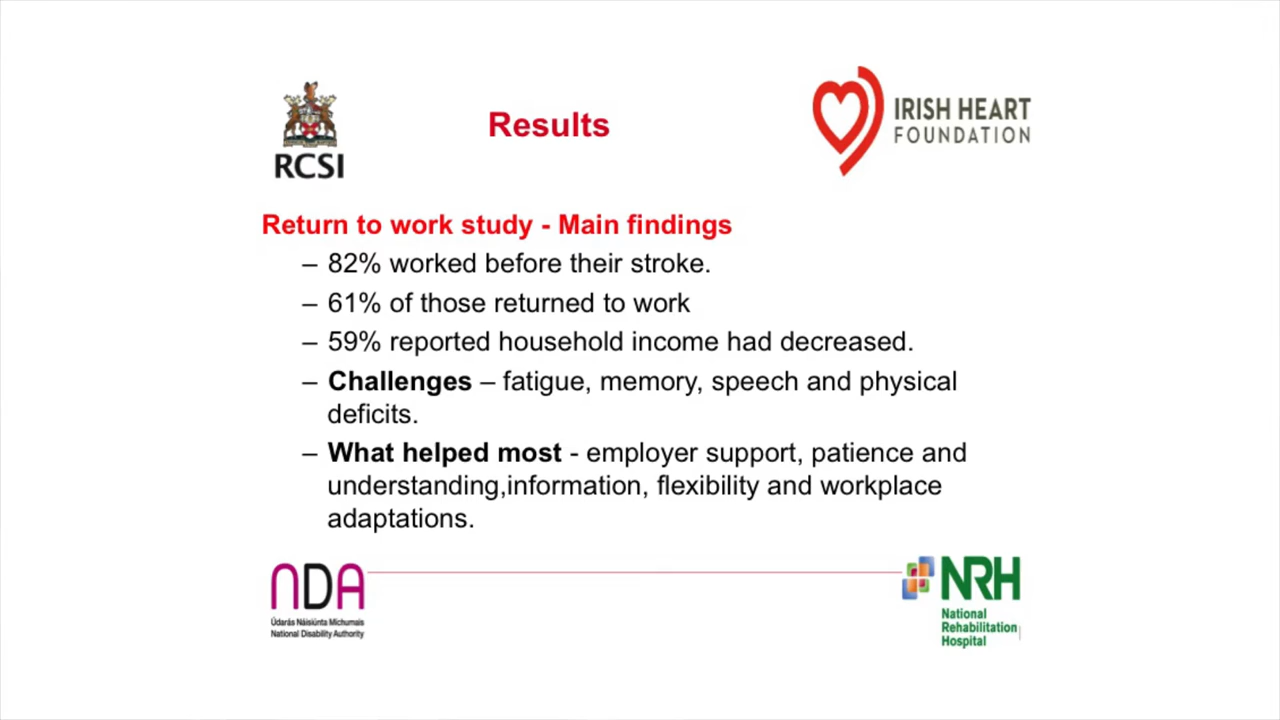 RCSI
Results
IRISH HEART
FOUNDATION
Return to work study - Main findings
– 82% worked before their stroke.
– 61% of those returned to work
– 59% reported household income had decreased.
– Challenges – fatigue, memory, speech and physical
deficits.
– What helped most - employer support, patience and
understanding,information, flexibility and workplace
adaptations.
NDA
Údarás Náisiúnta Míchumais
National Disability Authority
NRH
National
Rehabilitation
Hospital